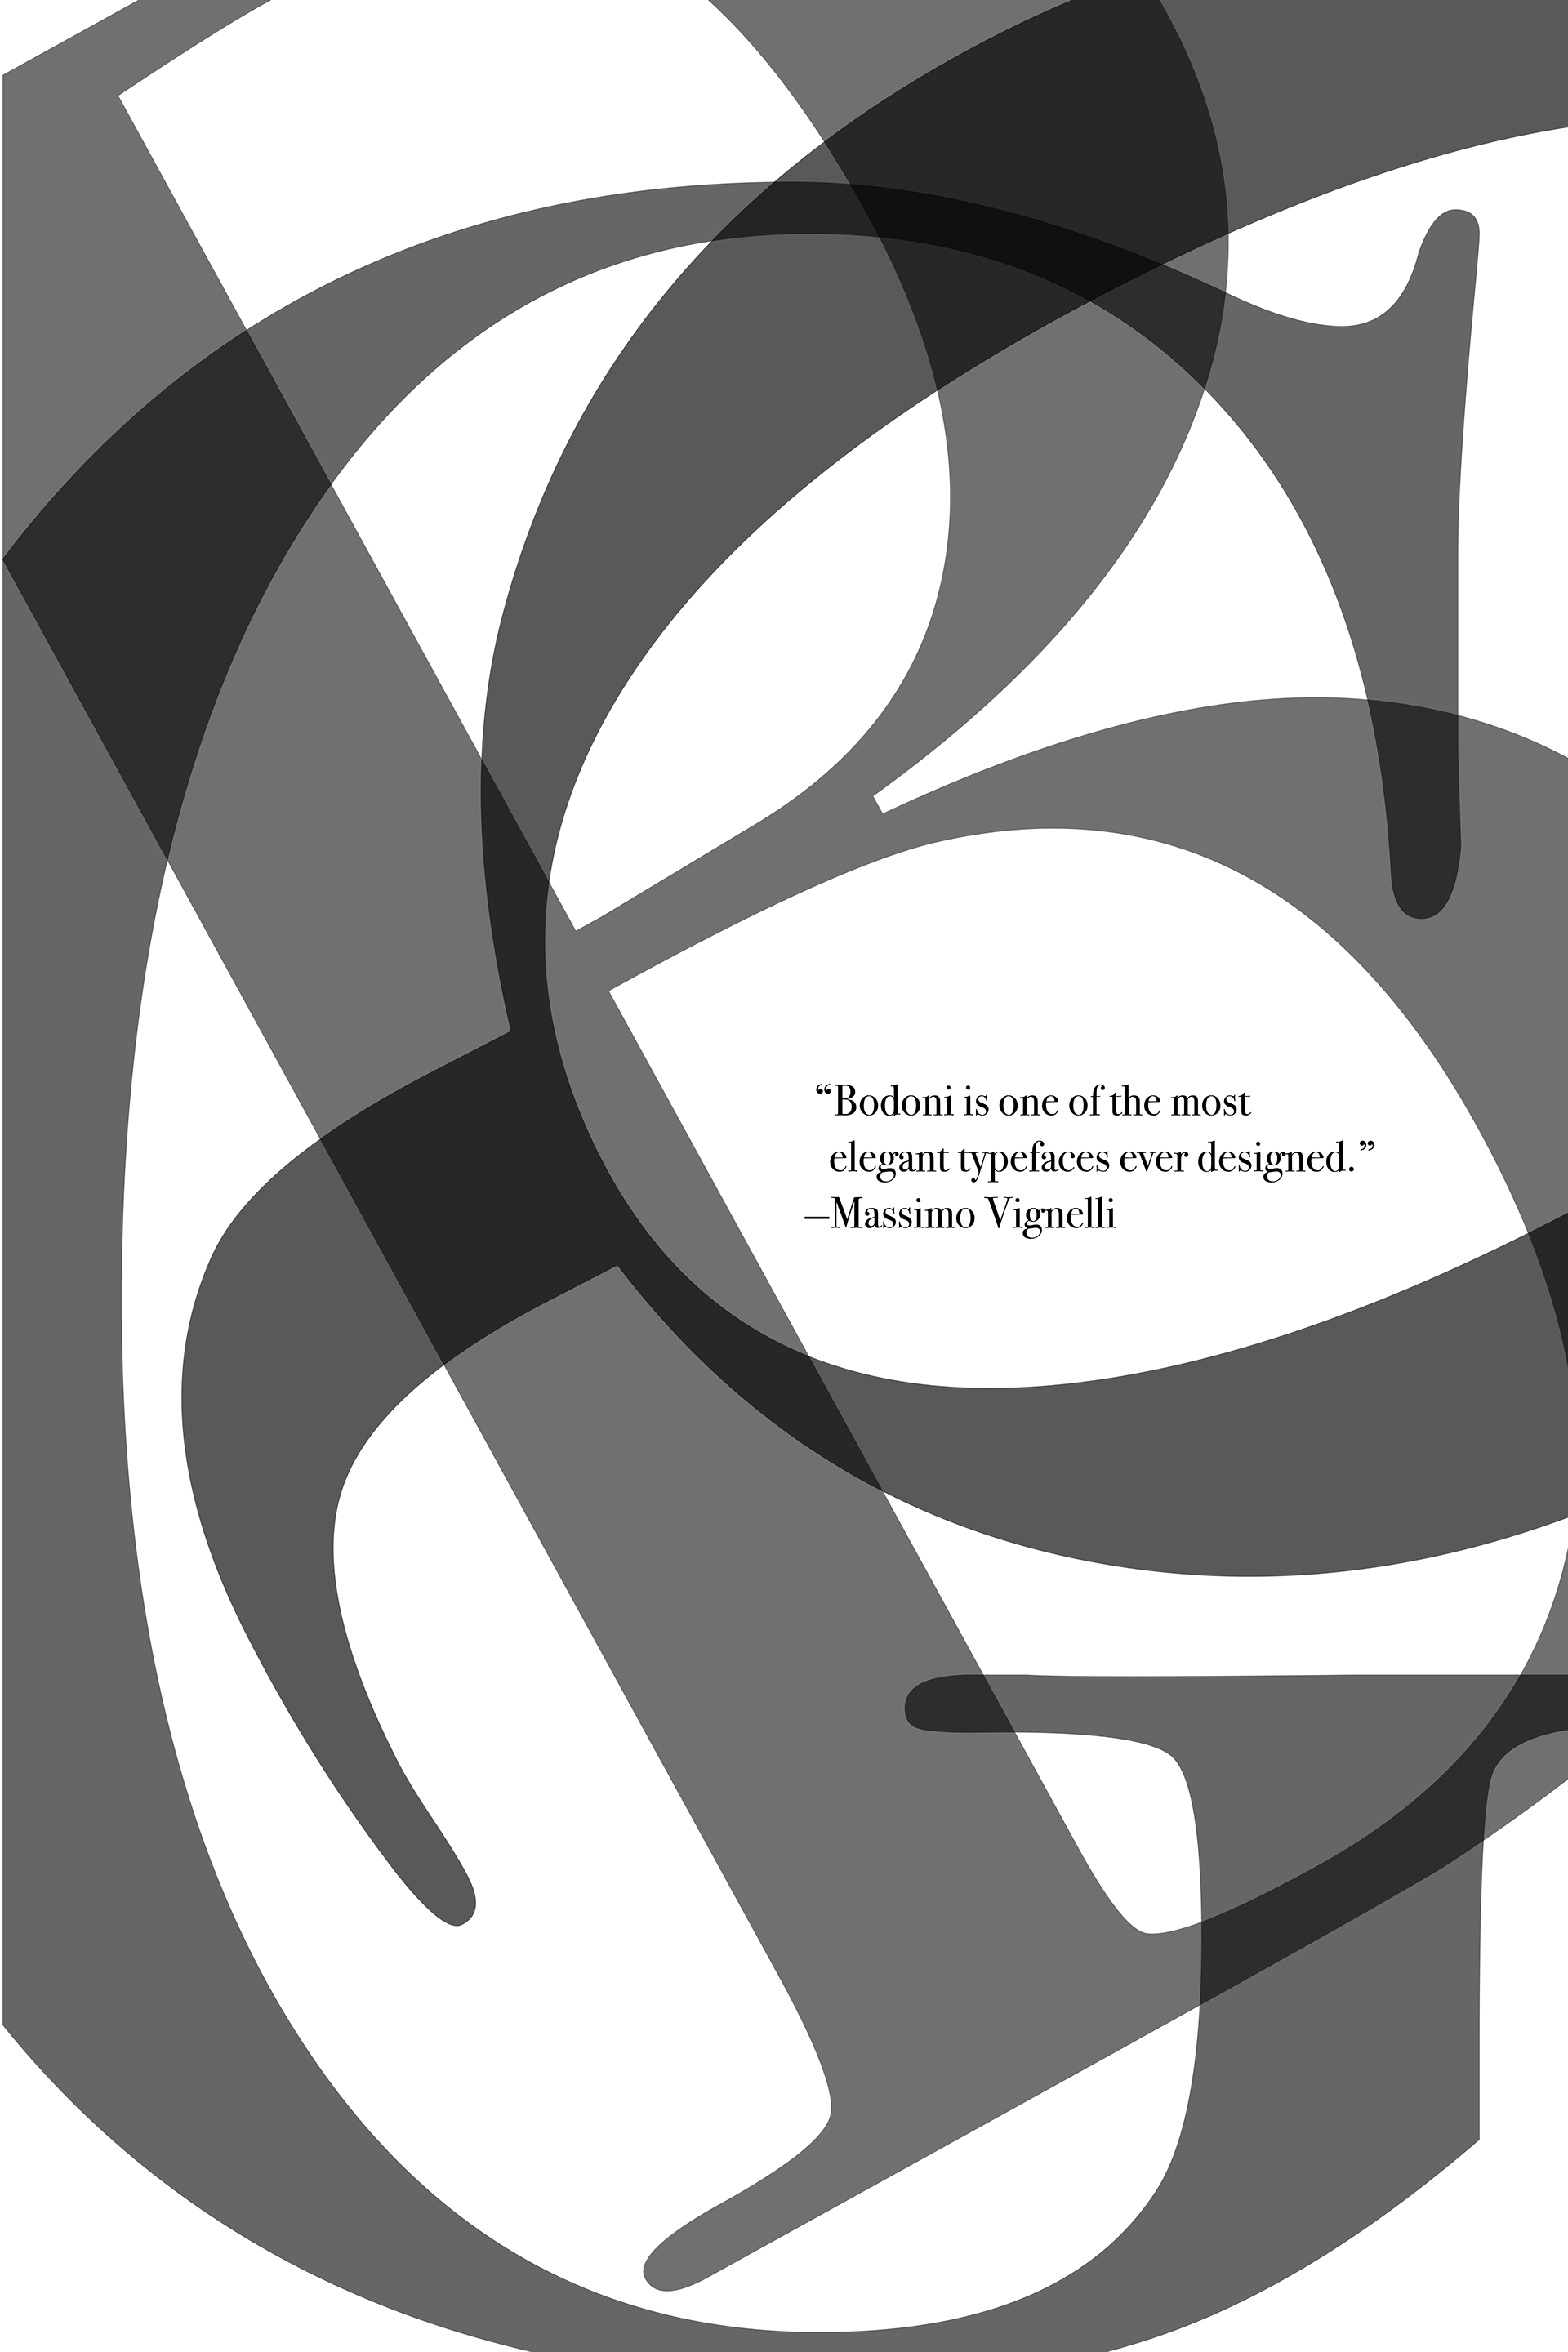 “Bodoni is one of the most
elegant typefaces ever designed.”
—Massimo Vignelli